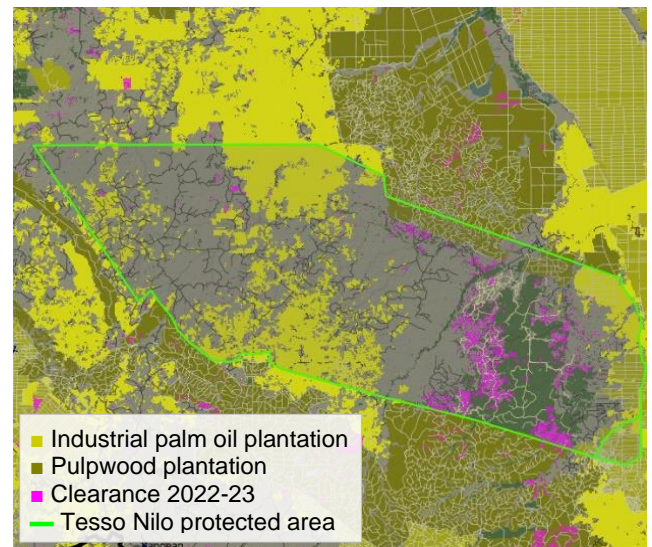 Industrial palm oil plantation
Pulpwood plantation
Clearance 2022-23
Tesso Nilo protected area